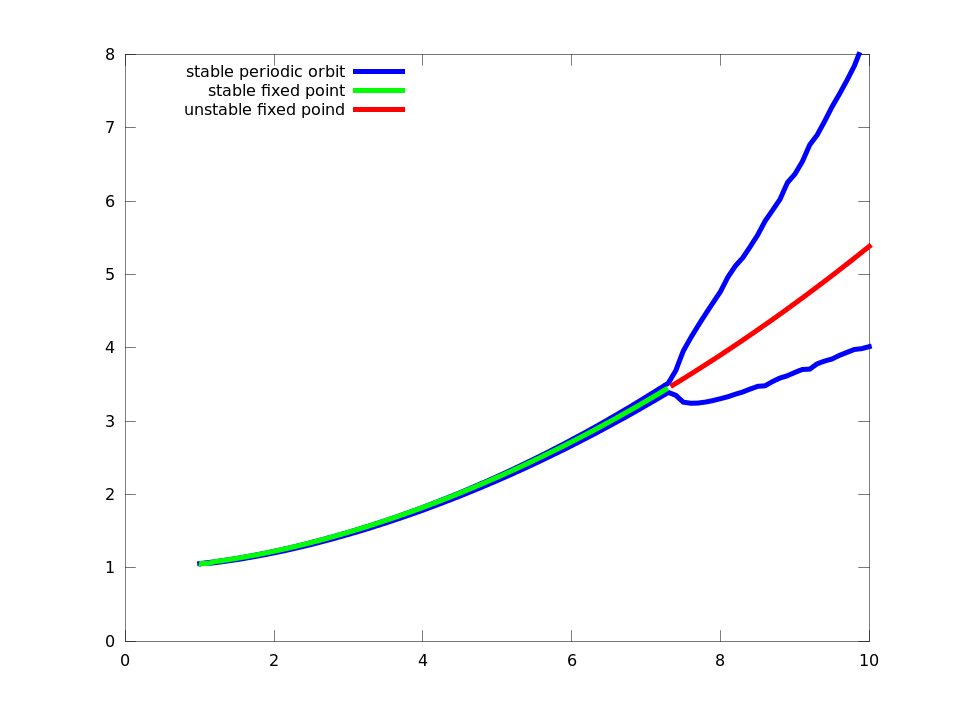 8
stable periodic orbit
stable fixed point
unstable fixed poind
7
6
5
4
3
2
1
0
0 2 4 6 8 10